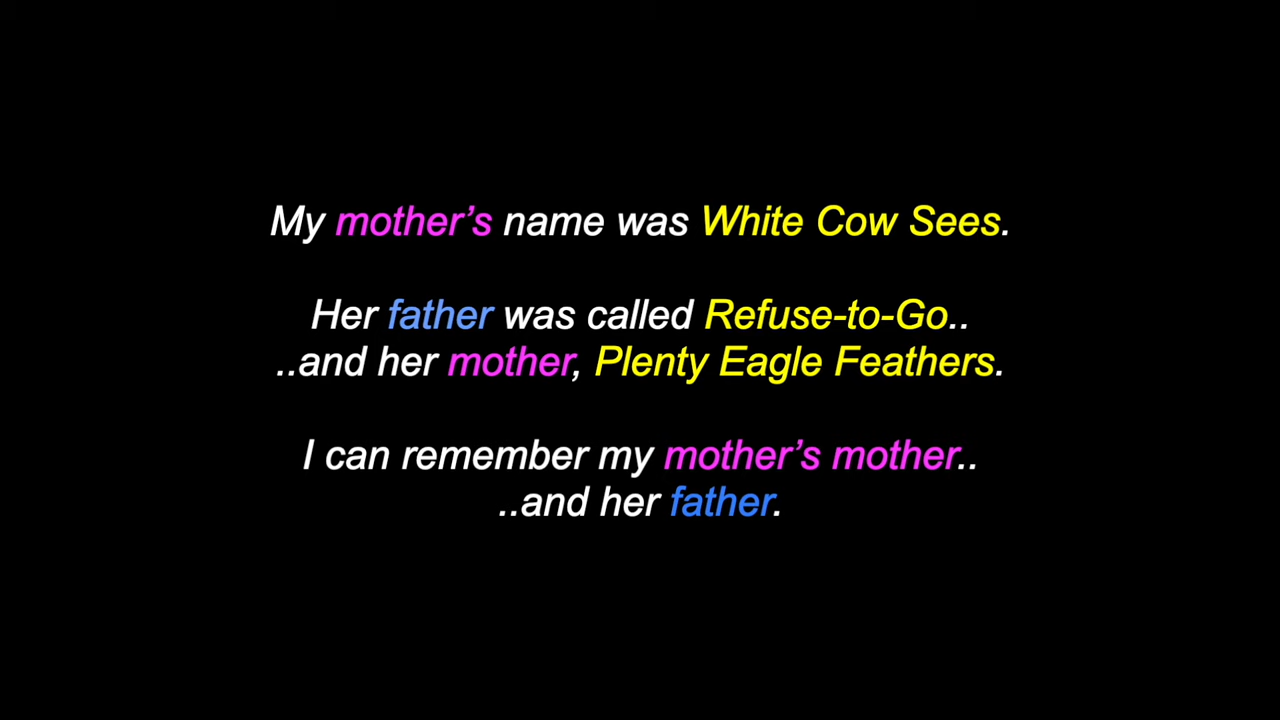 My mother’s name was White Cow Sees.
Her father was called Refuse-to-Go..
..and her mother, Plenty Eagle Feathers.
I can remember my mother’s mother..
..and her father.